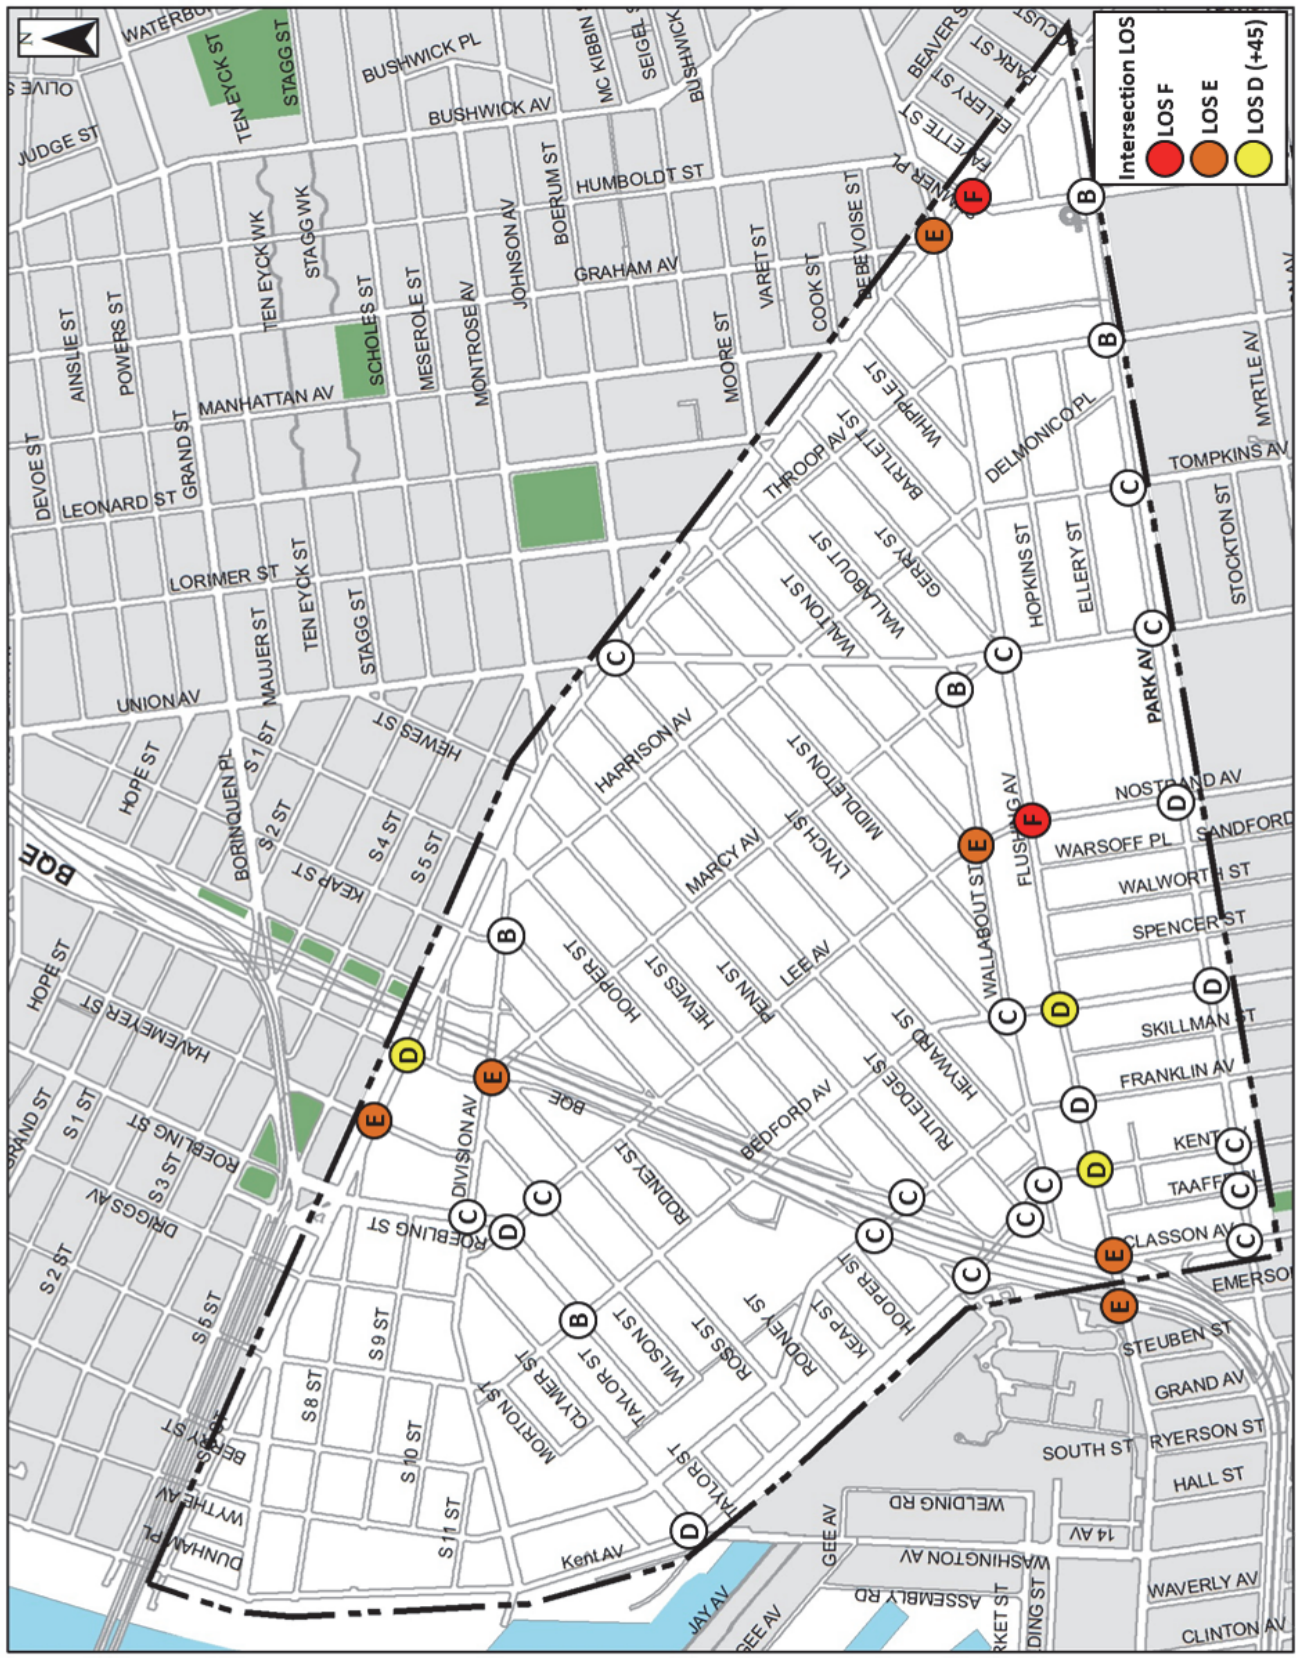 N
WATERBU
TEN EYCK ST
STAGG ST
BUSHWICK PL
MC KIBBIN
SEIGEL S
BUSHWICK
BEAVER S
PARK ST
ELLERY ST
OLIVE S
JUDGE ST
BUSHWICK AV
HUMBOLDT ST
BOERUM ST
JOHNSON AV
TEN EYCK WK
STAGG WK
GRAHAM AV
VARET ST
COOK ST
DEBEVOISE ST
AINSLIE ST
POWERS ST
SCHOLES ST
MESEROLE ST
MONTROSE AV
MOORE ST
MANHATTAN AV
DEVOE ST
LEONARD ST
GRAND ST
LORIMER ST
TEN EYCK ST
STAGG ST
MAUJER ST
UNION AV
HEWES ST
HOPE ST
BORINQUEN PL
S 1 ST
S 2 ST
S 4 ST
S 5 ST
KEAP ST
BQE
HOPE ST
HAVEMEYER ST
S 1 ST
ROEBLING ST
S 3 ST
DRIGGS AV
S 2 ST
S 5 ST
BERRY ST
WYTHE AV
DUNHAM PL
Intersection LOS
F LOS F
E LOS E
D LOS D (+45)
F
E
B
B
C
C
C
C
B
F
E
D
D
C
D
D
D
C
C
C
E
E
C
C
C
C
C
D
E
E
B
C
D
C
B
D
WHIPPLE ST
BARTLETT ST
THROOP AV
DELMONICO PL
MYRTLE AV
TOMPKINS AV
STOCKTON ST
GERRY ST
WALLABOUT ST
WALTON ST
HOPKINS ST
ELLERY ST
PARK AV
HARRISON AV
MIDDLETON ST
LYNCH ST
MARCY AV
FLUSHING AV
NOSTRAND AV
SANDFORD
WARSOFF PL
WALWORTH ST
SPENCER ST
SKILLMAN ST
FRANKLIN AV
WALLABOUT ST
LEE AV
PENN ST
HEWES ST
HOOPER ST
HEYWARD ST
RUTLEDGE ST
BEDFORD AV
BQE
DIVISION AV
RODNEY ST
ROEBLING ST
CLASSON AV
EMERSO
STEUBEN ST
GRAND AV
RYERSON ST
HALL ST
SOUTH ST
S 9 ST
S 8 ST
S 10 ST
S 11 ST
MORTON ST
CLYMER ST
TAYLOR ST
WILSON ST
ROSS ST
RODNEY ST
KEAP ST
HOOPER ST
TAYLOR ST
Kent AV
GEE AV
WELDING RD
14 AV
WASHINGTON AV
ASSEMBLY RD
WAVERLY AV
CLINTON AV
JAY AV
GEE AV
RKET ST
DING ST